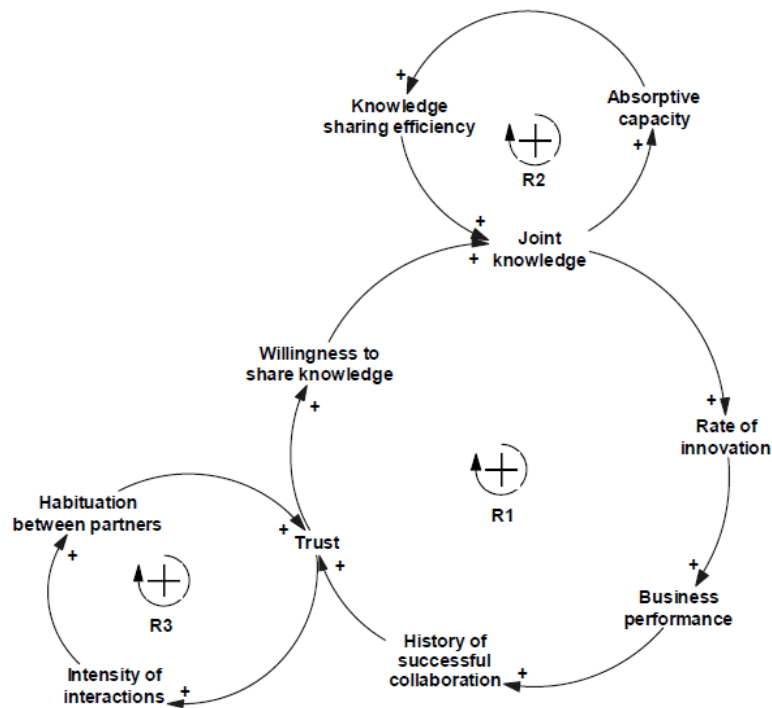 +
Knowledge
sharing efficiency
Absorptive
capacity
+
R2
+
+
Joint
knowledge
Willingness to
share knowledge
+
+
Rate of
innovation
R1
Habituation
between partners
+
+
Trust
+
R3
+
Business
performance
History of
successful
collaboration
+
Intensity of
interactions
+